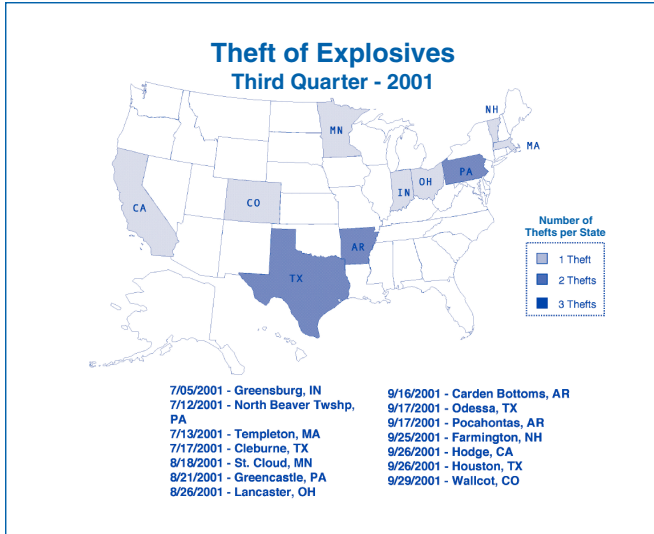 Theft of Explosives
Third Quarter - 2001
NH
MN
MA
OH
PA
IN
CO
CA
AR
TX
Number of
Thefts per State
1 Theft
2 Thefts
3 Thefts
7/05/2001 - Greensburg, IN
7/12/2001 - North Beaver Twshp,
PA
7/13/2001 - Templeton, MA
7/17/2001 - Cleburne, TX
8/18/2001 - St. Cloud, MN
8/21/2001 - Greencastle, PA
8/26/2001 - Lancaster, OH
9/16/2001 - Carden Bottoms, AR
9/17/2001 - Odessa, TX
9/17/2001 - Pocahontas, AR
9/25/2001 - Farmington, NH
9/26/2001 - Hodge, CA
9/26/2001 - Houston, TX
9/29/2001 - Wallcot, CO